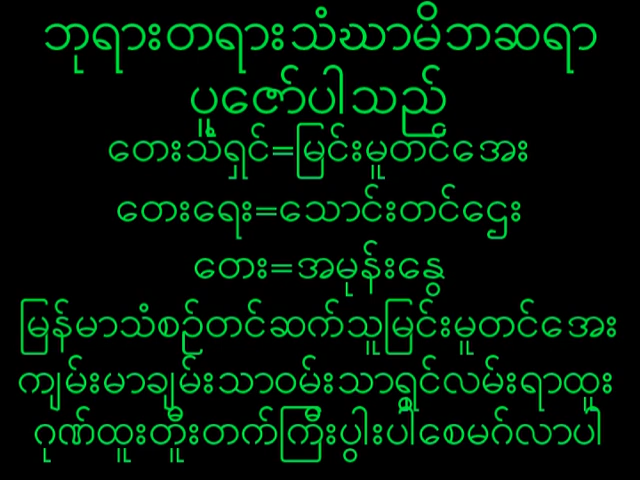 ဘုရားတရားသံဃာမိဘဆရာ
ပူဇော်ပါသည်
တေးသံရှင်=မြင်းမူတင်အေး
တေးရေး=သောင်းတင်ဌေး
တေး=အမုန်းနွေ
မြန်မာသံစဉ်တင်ဆက်သူမြင်းမူတင်အေး
ကျမ်းမာချမ်းသာဝမ်းသာရွှင်လမ်းရာထူး
ဂုဏ်ထူးတိူးတက်ကြီးပွါးပါစေမင်္ဂလာပါ